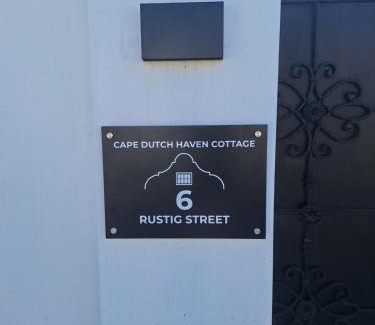 CAPE DUTCH HAVEN COTTAGE
6
RUSTIG STREET